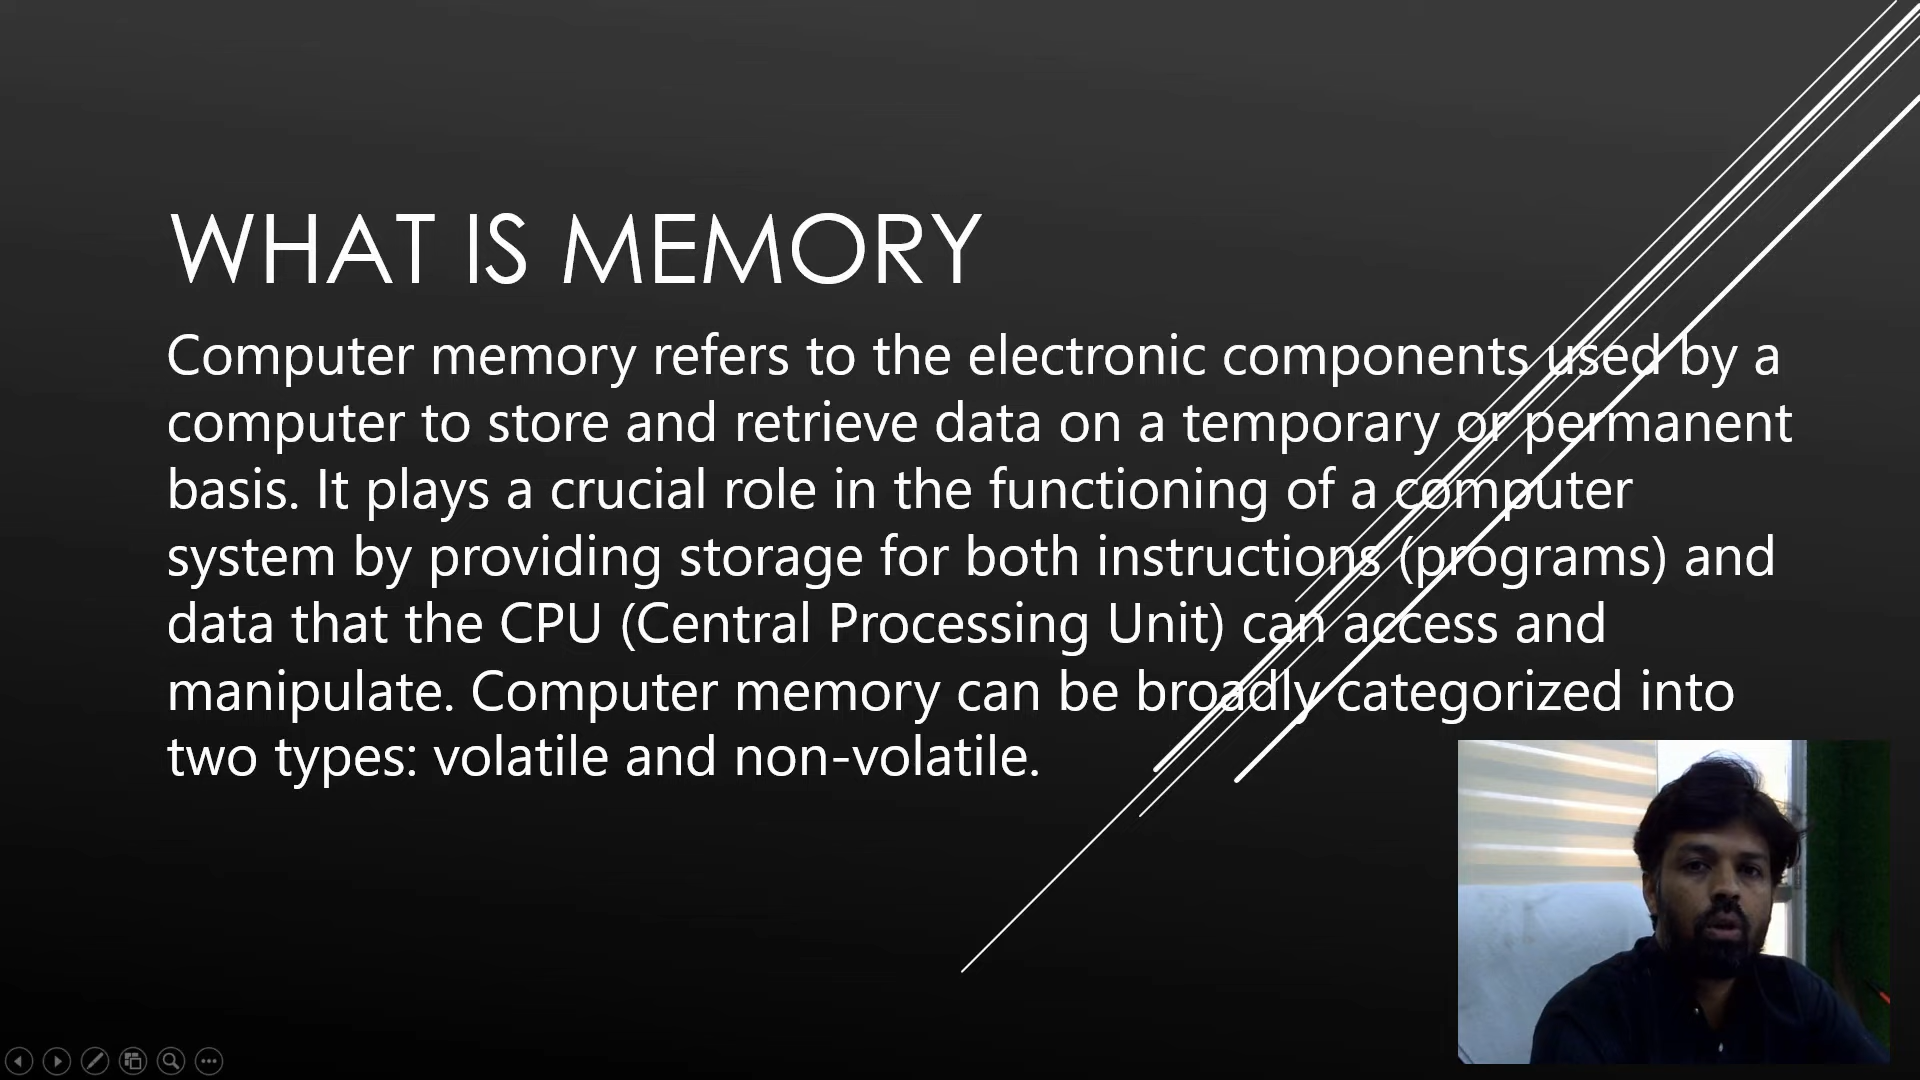 WHAT IS MEMORY
Computer memory refers to the electronic components used by a
computer to store and retrieve data on a temporary or permanent
basis. It plays a crucial role in the functioning of a computer
system by providing storage for both instructions (programs) and
data that the CPU (Central Processing Unit) can access and
manipulate. Computer memory can be broadly categorized into
two types: volatile and non-volatile.